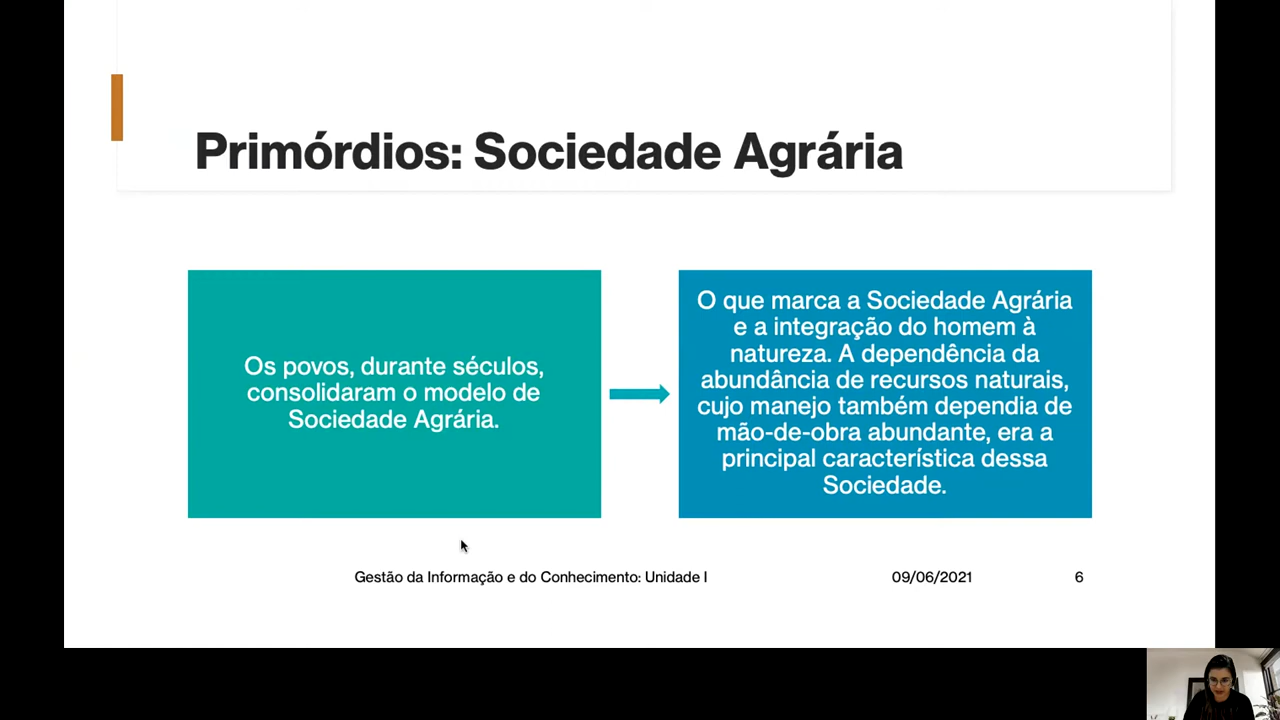 Primórdios: Sociedade Agrária
Os povos, durante séculos,
consolidaram o modelo de
Sociedade Agrária.
O que marca a Sociedade Agrária
e a integração do homem à
natureza. A dependência da
abundância de recursos naturais,
cujo manejo também dependia de
mão-de-obra abundante, era a
principal característica dessa
Sociedade.
Gestão da Informação e do Conhecimento: Unidade I
09/06/2021
6